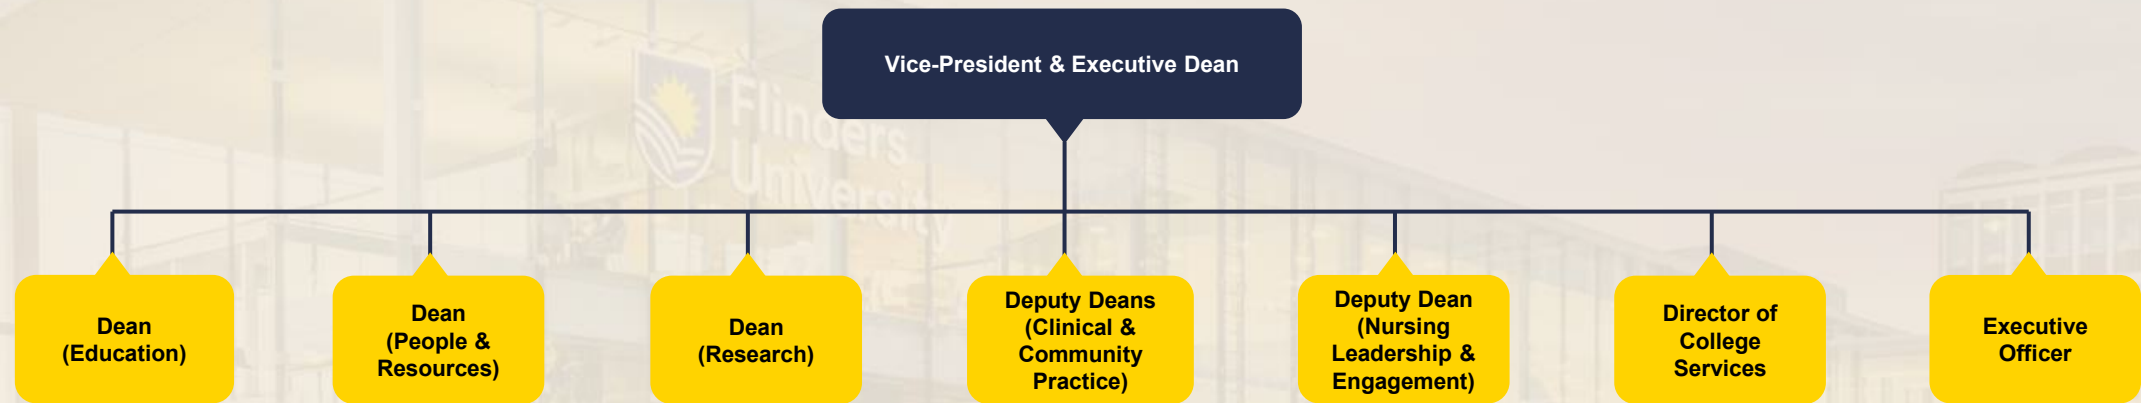 Vice-President & Executive Dean
Flinders
University
Dean
(Education)
Dean
(People &
Resources)
Dean
(Research)
Deputy Deans
(Clinical &
Community
Practice)
Deputy Dean
(Nursing
Leadership &
Engagement)
Director of
College
Services
Executive
Officer